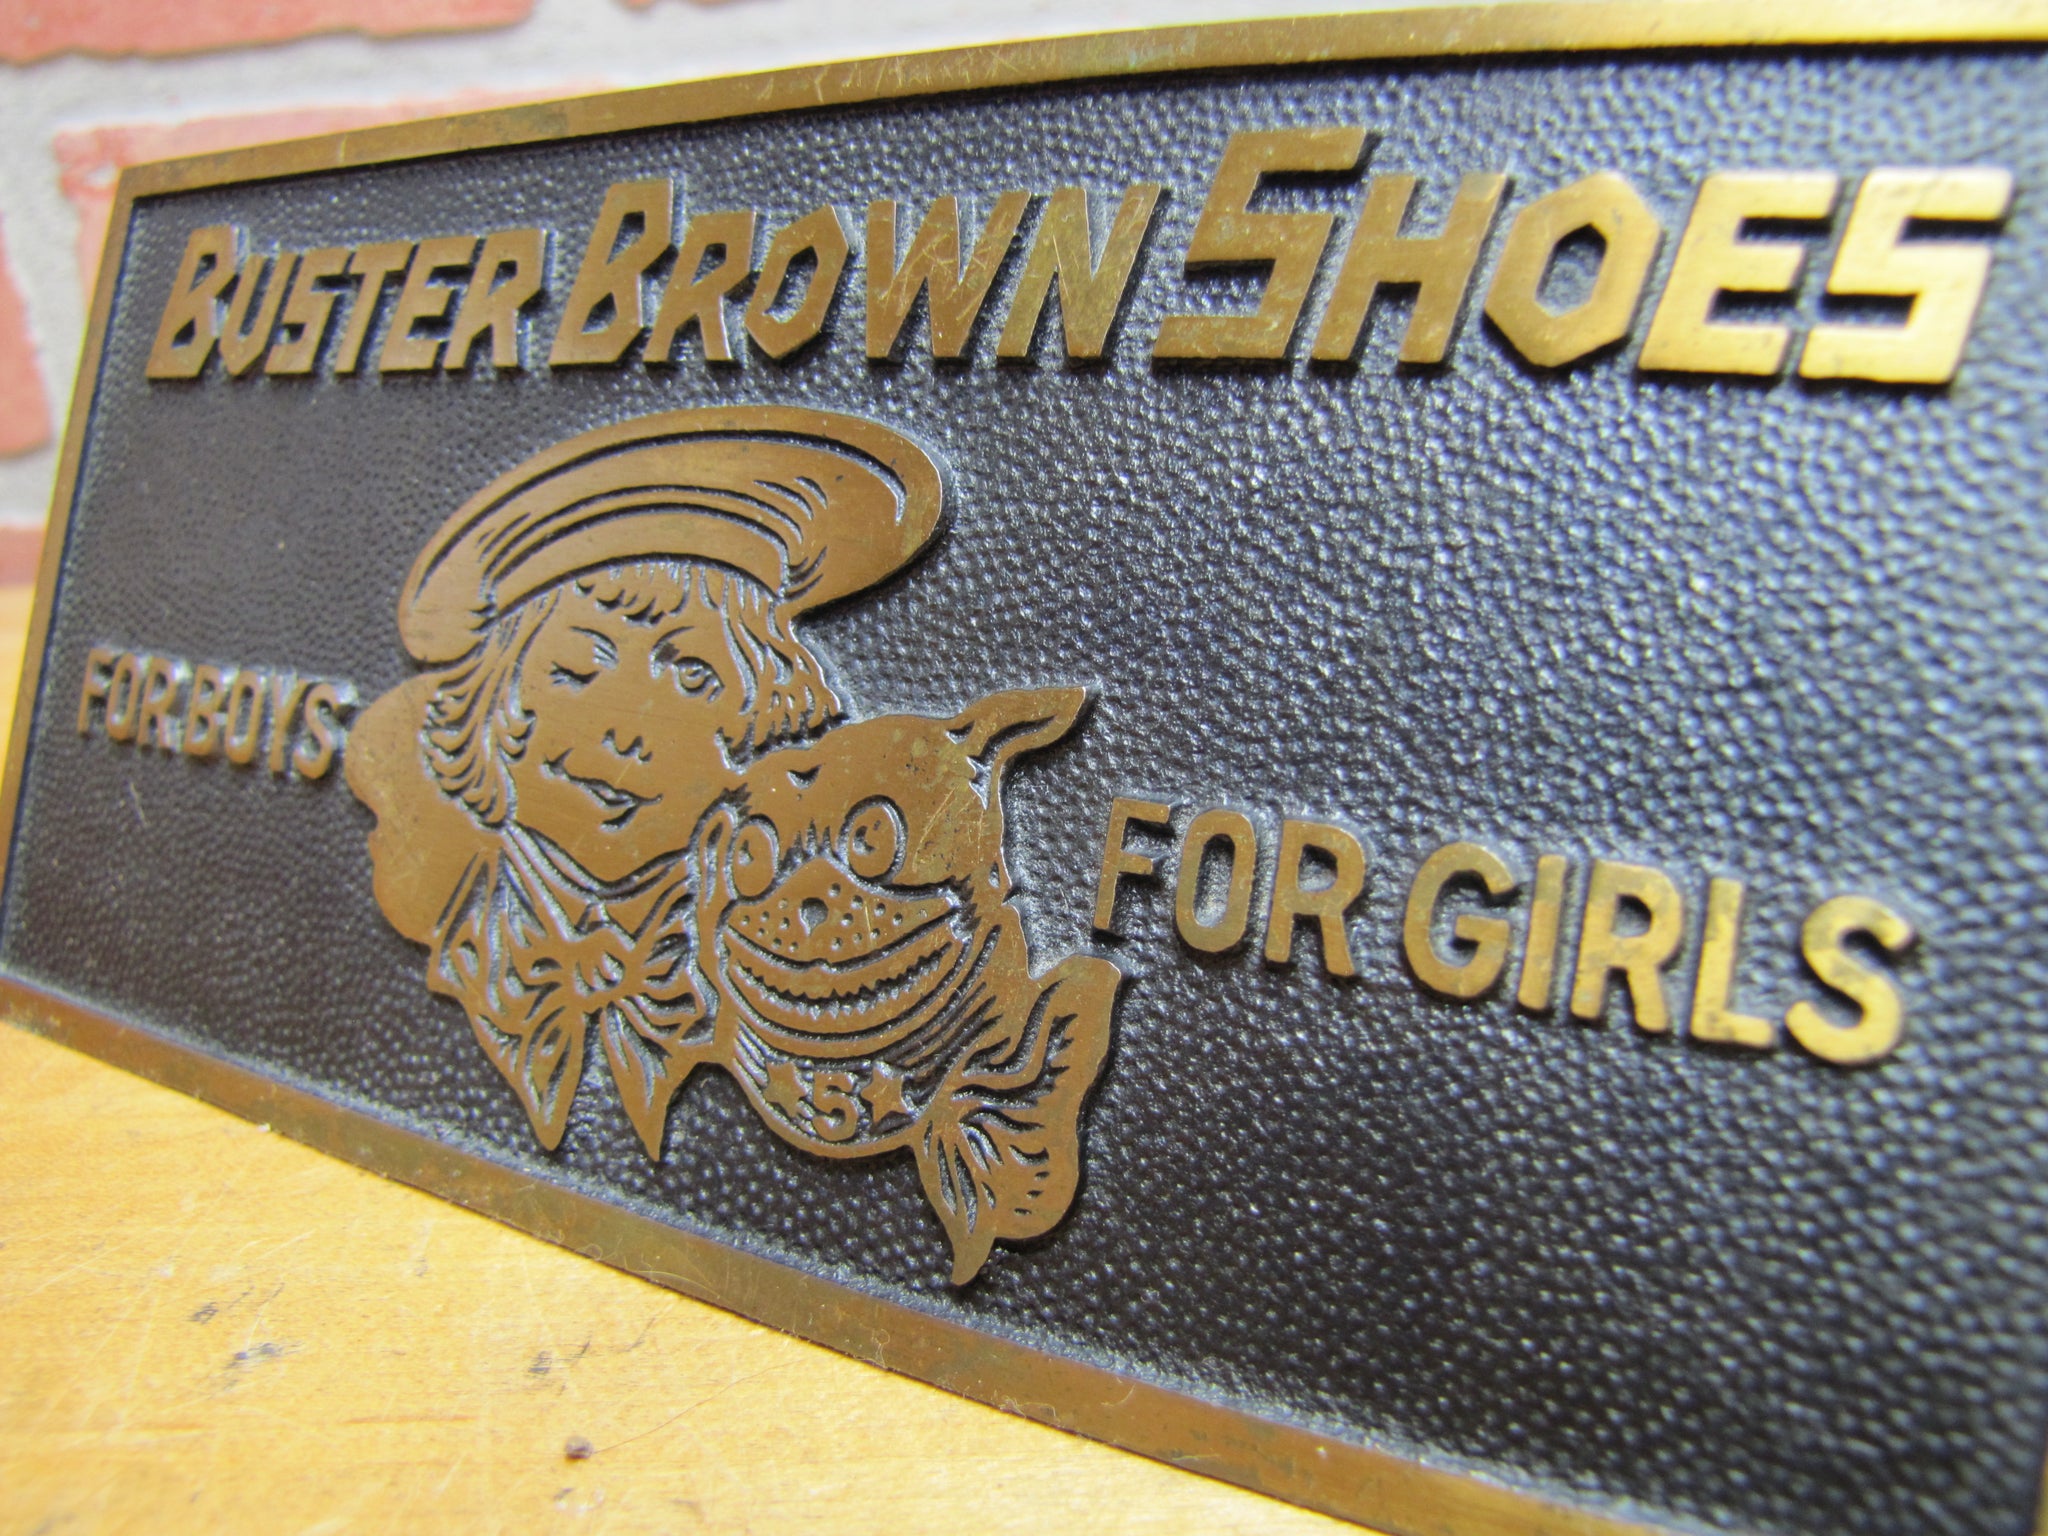 BUSTER BROWN SHOES
FOR BOYS
FOR GIRLS
★5★